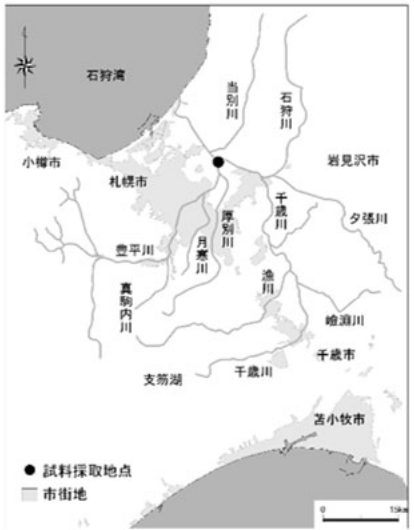 石狩湾
当別川
石狩川
小樽市
札幌市
岩見沢市
千歳川
夕張川
厚別川
月寒川
豊平川
漁川
真駒内川
嶮淵川
千歳市
支笏湖
千歳川
苫小牧市
試料採取地点
市街地
0 15km